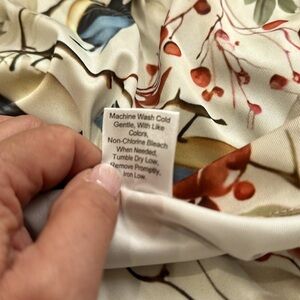 Machine Wash Cold
Gentle, With Like
Colors,
Non-Chlorine Bleach
When Needed,
Tumble Dry Low,
Remove Promptly,
Iron Low.